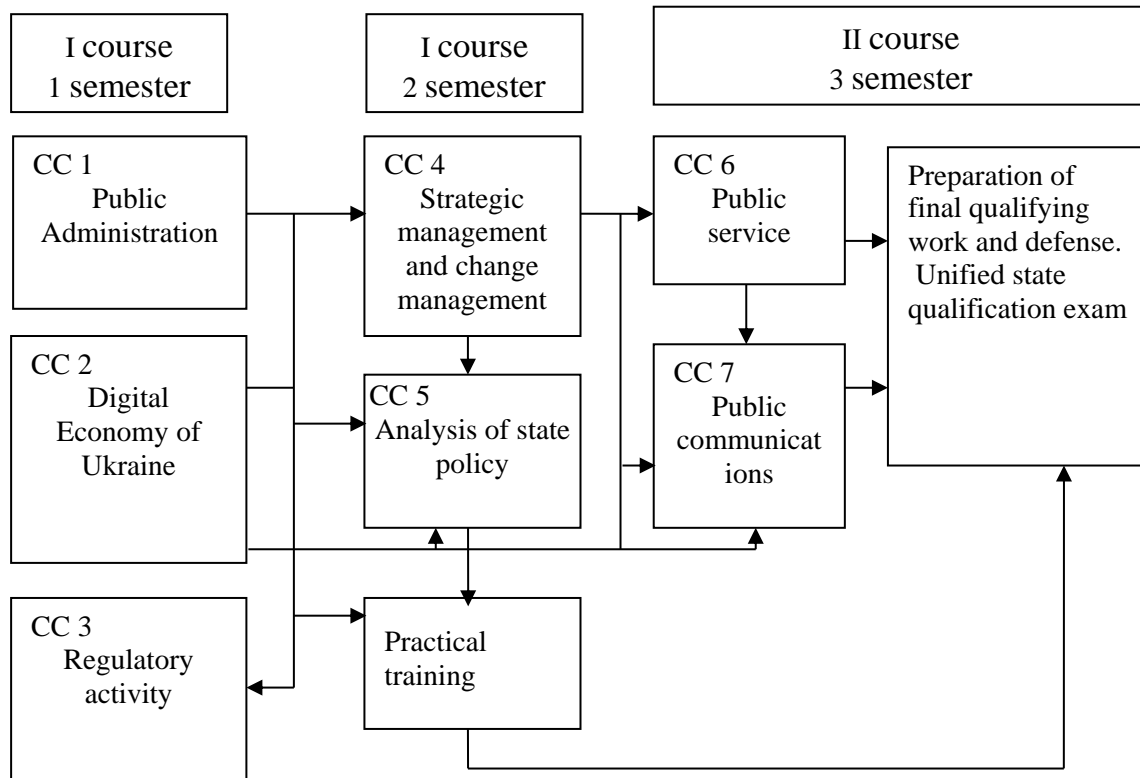 I course
1 semester
I course
2 semester
II course
3 semester
CC 1
Public
Administration
CC 4
Strategic
management
and change
management
CC 6
Public
service
Preparation of
final qualifying
work and defense.
Unified state
qualification exam
CC 2
Digital
Economy of
Ukraine
CC 5
Analysis of state
policy
CC 7
Public
communicat
ions
CC 3
Regulatory
activity
Practical
training